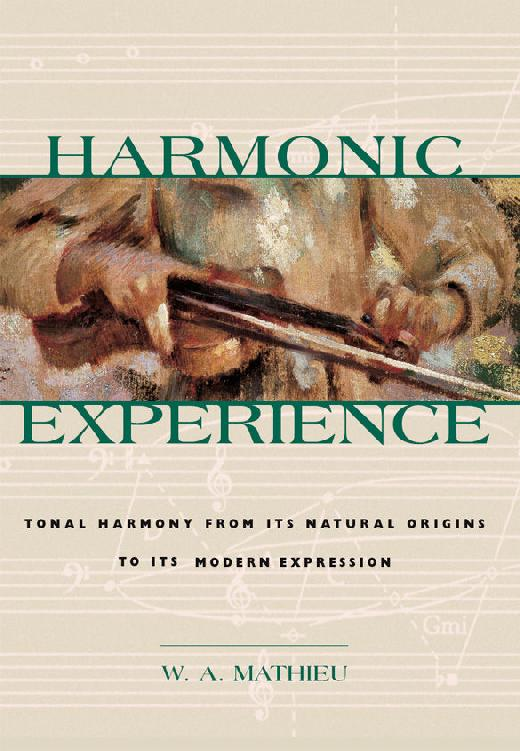 HARMONIC
EXPERIENCE
TONAL HARMONY FROM ITS NATURAL ORIGINS
TO ITS MODERN EXPRESSION
Gmi
W. A. MATHIEU